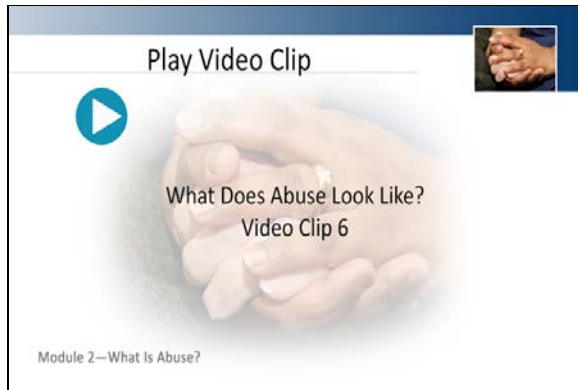 Play Video Clip
What Does Abuse Look Like?
Video Clip 6
Module 2—What Is Abuse?